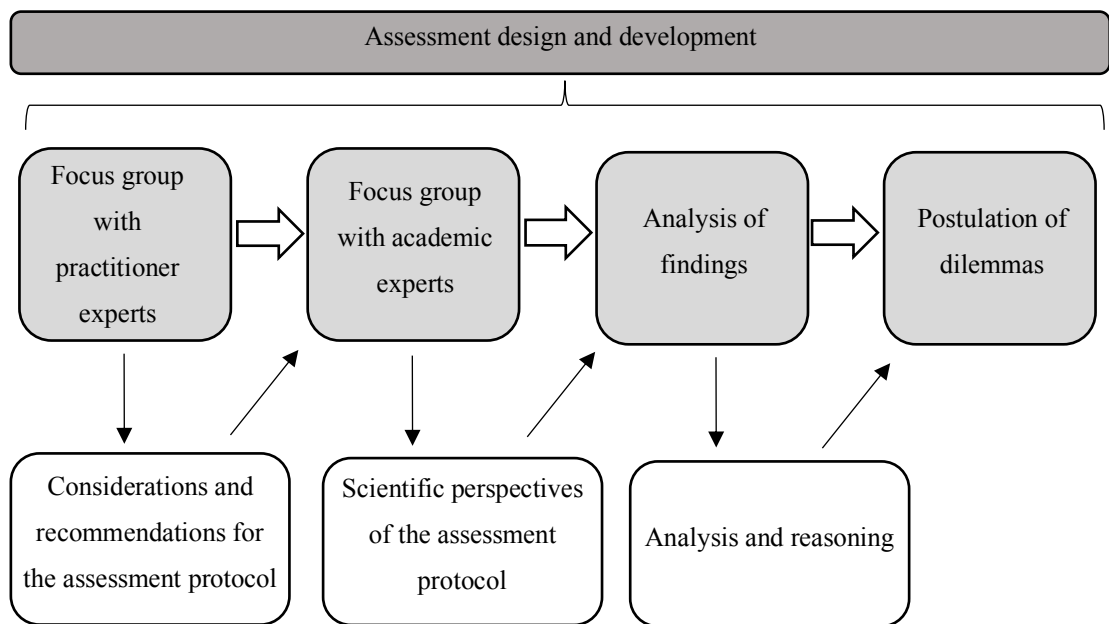 Assessment design and development
Focus group
with
practitioner
experts
Focus group
with academic
experts
Analysis of
findings
Postulation of
dilemmas
Considerations and
recommendations for
the assessment protocol
Scientific perspectives
of the assessment
protocol
Analysis and reasoning